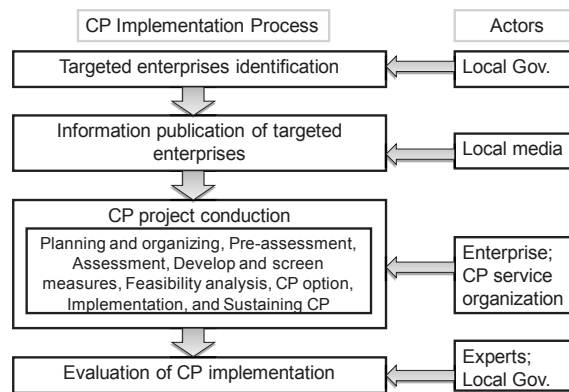 CP Implementation Process
Actors
Targeted enterprises identification
Local Gov.
Information publication of targeted
enterprises
Local media
CP project conduction
Planning and organizing, Pre-assessment,
Assessment, Develop and screen
measures, Feasibility analysis, CP option,
Implementation, and Sustaining CP
Enterprise;
CP service
organization
Evaluation of CP implementation
Experts;
Local Gov.